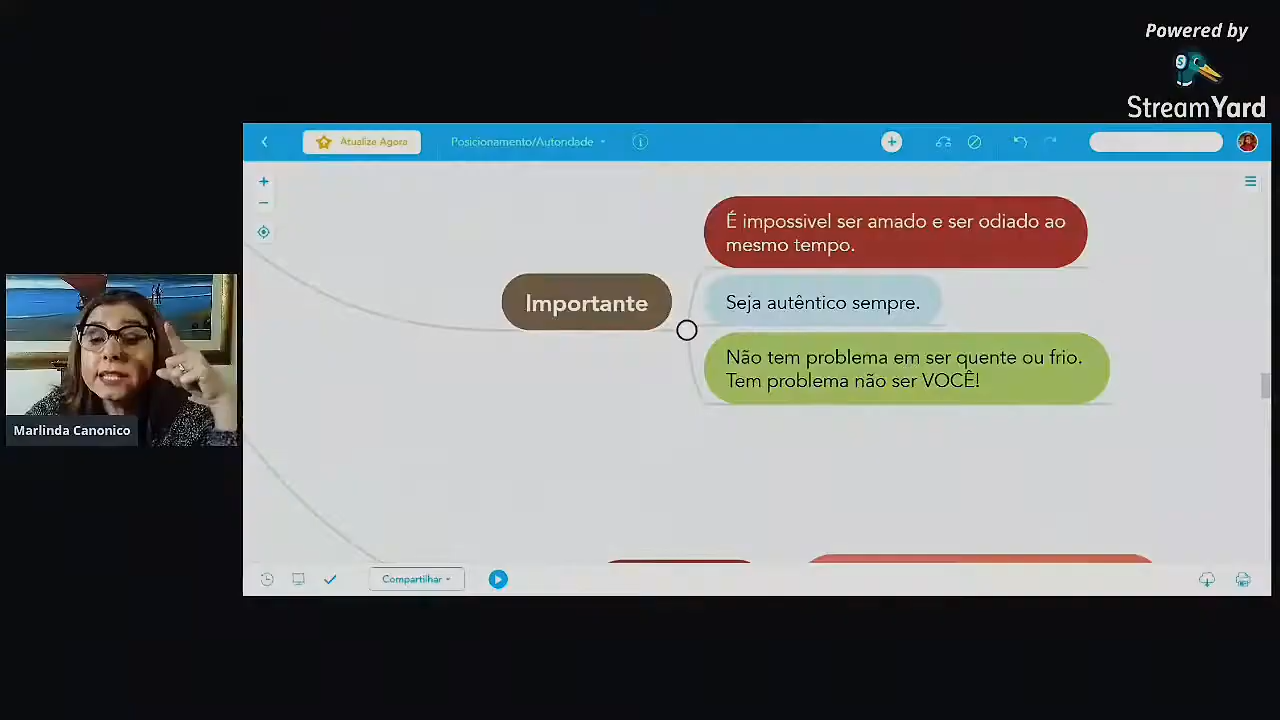 Powered by
StreamYard
Atualize Agora
Posicionamento/Autoridade
É impossivel ser amado e ser odiado ao
mesmo tempo.
Importante
Seja autêntico sempre.
Não tem problema em ser quente ou frio.
Tem problema não ser VOCÊ!
Marlinda Canonico
Compartilhar